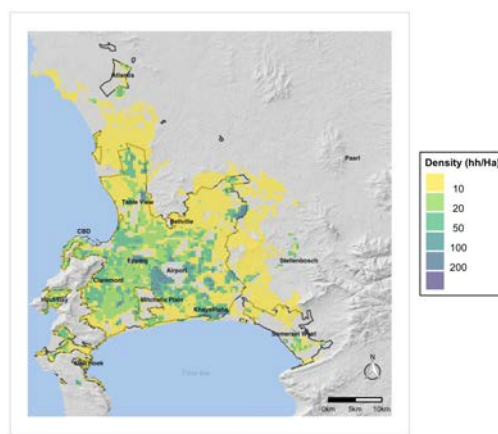 Atlantis
Paarl
Table View
Bellville
CBD
Epping
Airport
Stellenbosch
Claremont
Hout Bay
Mitchells Plain
Khayelitsha
Somerset West
Fish Hoek
False Bay
N
0km 5km 10km
Density (hh/Ha)
10
20
50
100
200